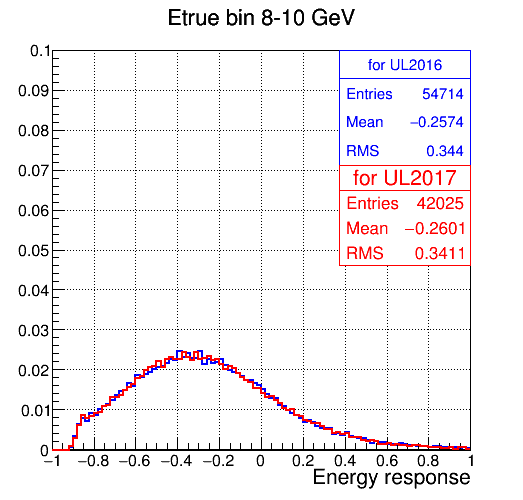 Etrue bin 8-10 GeV
for UL2016
Entries 54714
Mean −0.2574
RMS 0.344
for UL2017
Entries 42025
Mean −0.2601
RMS 0.3411
0.1
0.09
0.08
0.07
0.06
0.05
0.04
0.03
0.02
0.01
0
−1 −0.8 −0.6 −0.4 −0.2 0 0.2 0.4 0.6 0.8 1
Energy response